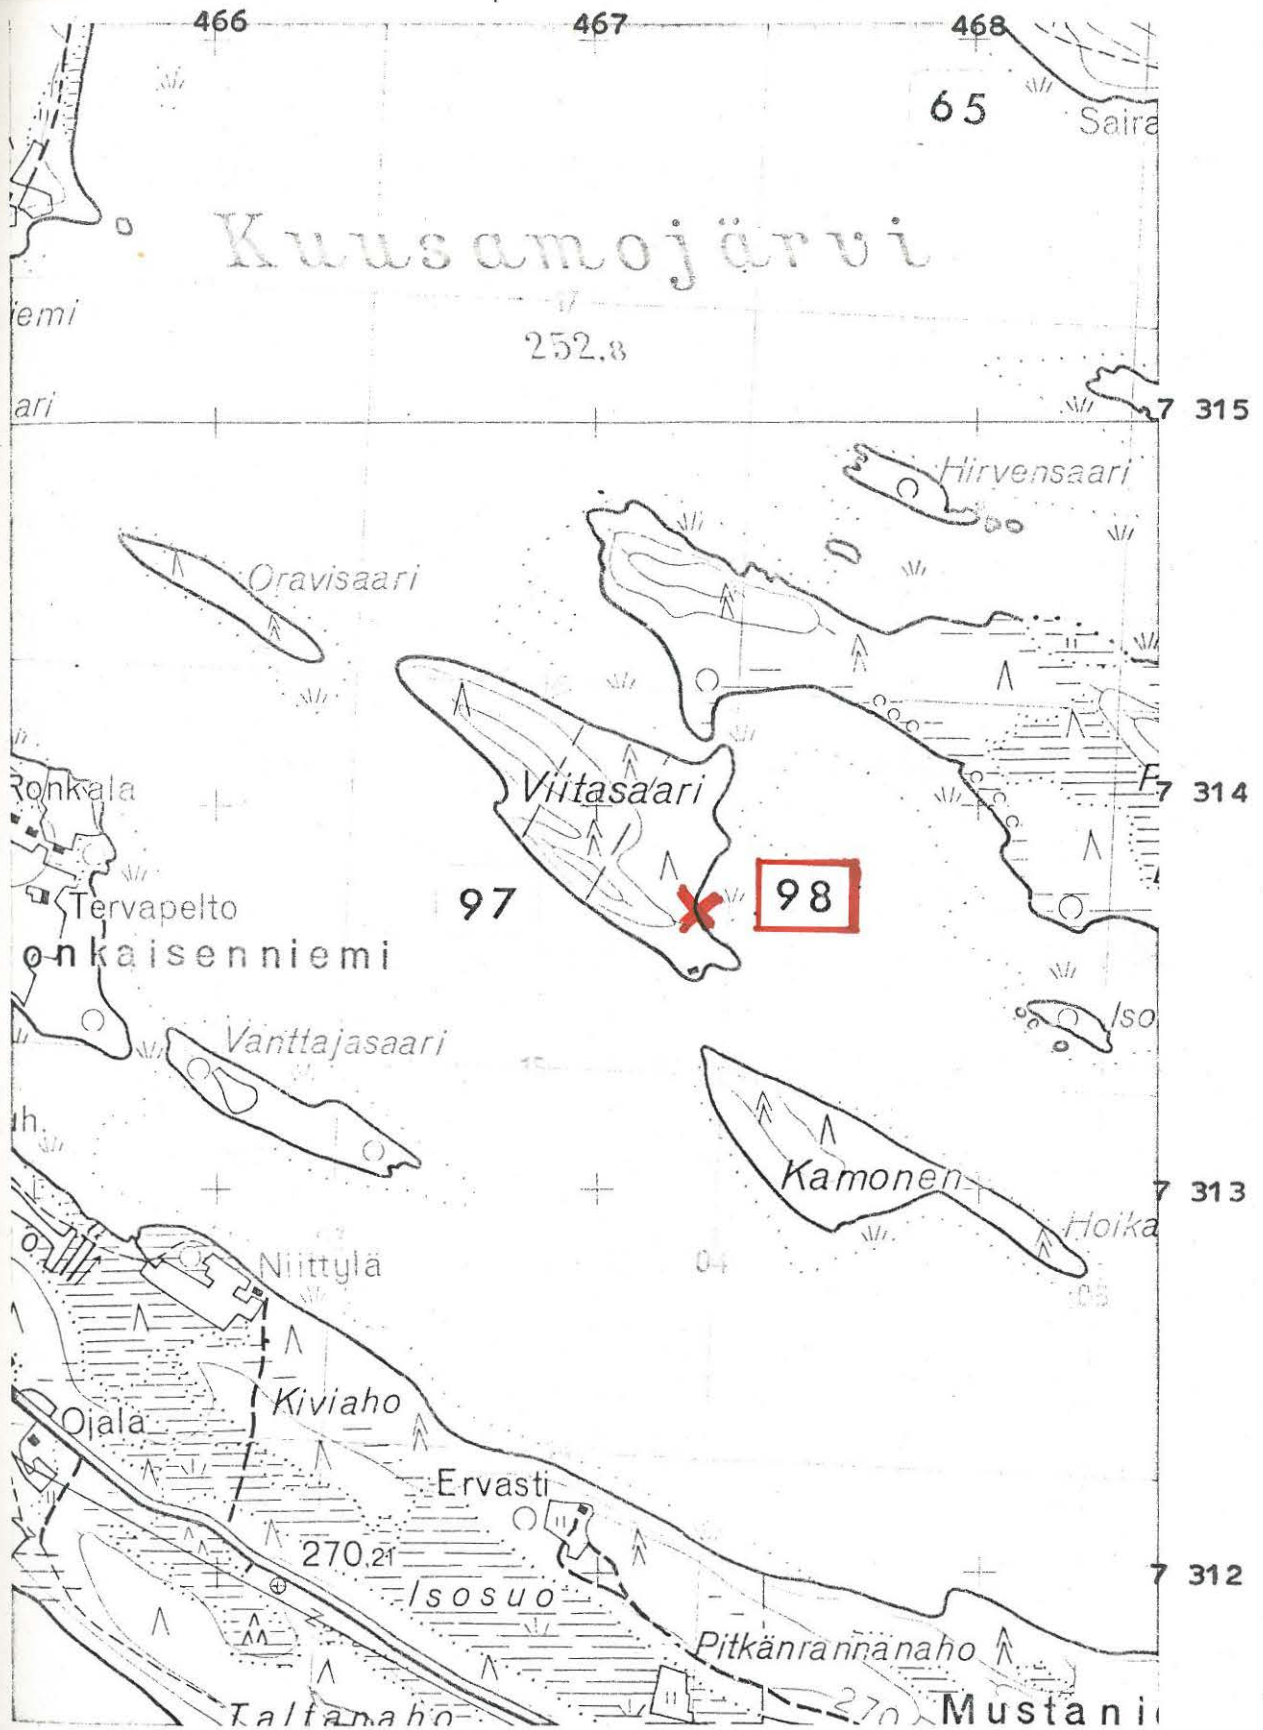 466 467 468
65
Saira
Kuusamojärvi
iemi
252.8
ari
7 315
Hirvensaari
Oravisaari
Ronkala
Viitasaari
7 314
97
98
Tervapelto
onkaisenniemi
Iso
Vanttajasaari
Kamonen
7 313
Hoika
Niittylä
04
05
Kiviaho
Ojala
Ervasti
270.21
Isosuo
7 312
Pitkänrannanaho
270
Mustani
Taltanaho